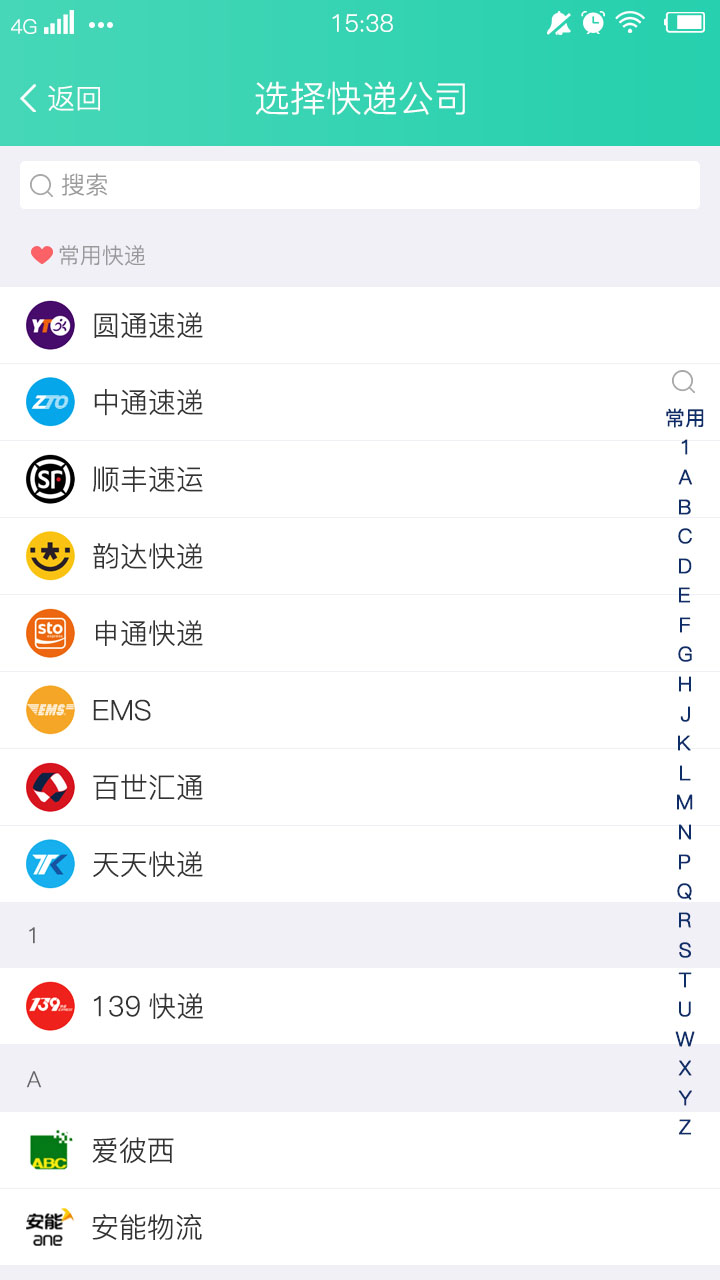 4G 15:38
返回 选择快递公司
搜索
常用快递
YTO 圆通速递
ZTO 中通速递
SF 顺丰速运
韵达快递
sto 申通快递
EMS EMS
百世汇通
TK 天天快递
1
139 139 快递
A
ABC 爱彼西
安能 ane 安能物流
常用
1
A
B
C
D
E
F
G
H
J
K
L
M
N
P
Q
R
S
T
U
W
X
Y
Z